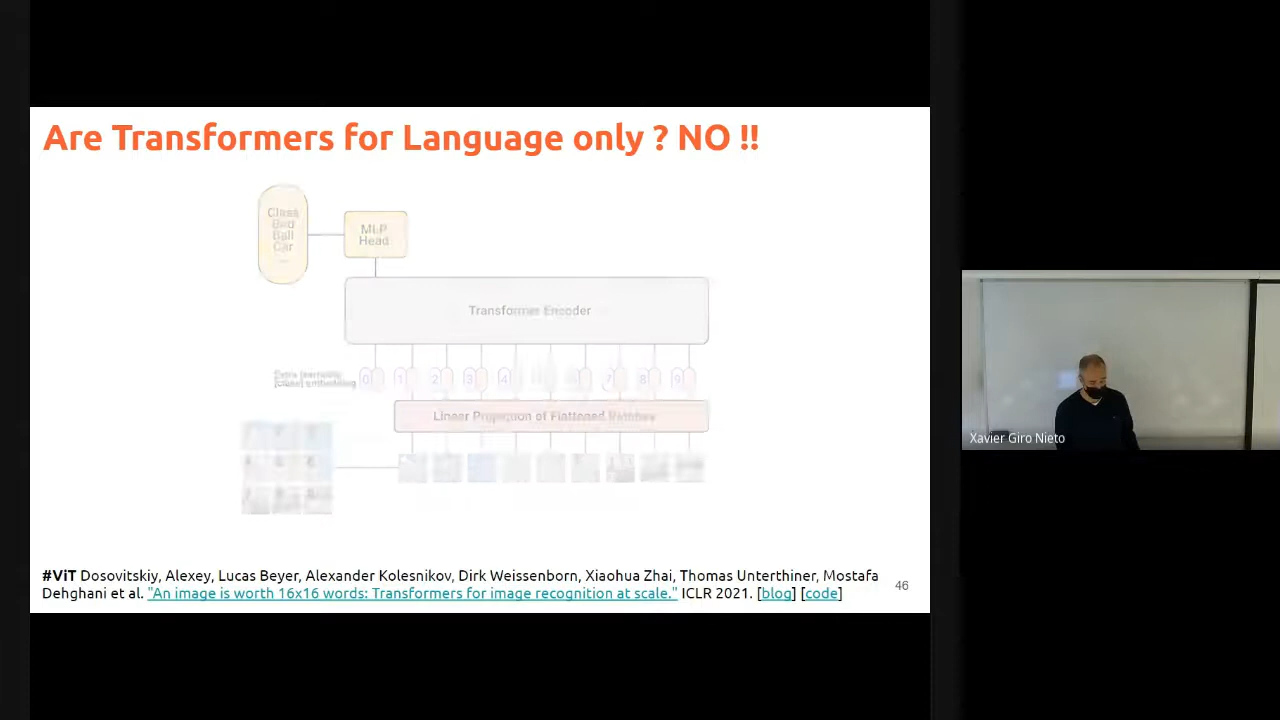 Are Transformers for Language only ? NO !!
Class
Bird
Ball
Car
...
MLP
Head
Transformer Encoder
Extra learnable
[class] embedding
0 1 2 3 4 7 8 9
Linear Projection of Flattened Patches
#ViT Dosovitskiy, Alexey, Lucas Beyer, Alexander Kolesnikov, Dirk Weissenborn, Xiaohua Zhai, Thomas Unterthiner, Mostafa
Dehghani et al. "An image is worth 16x16 words: Transformers for image recognition at scale." ICLR 2021. [blog] [code]
46
Xavier Giro Nieto